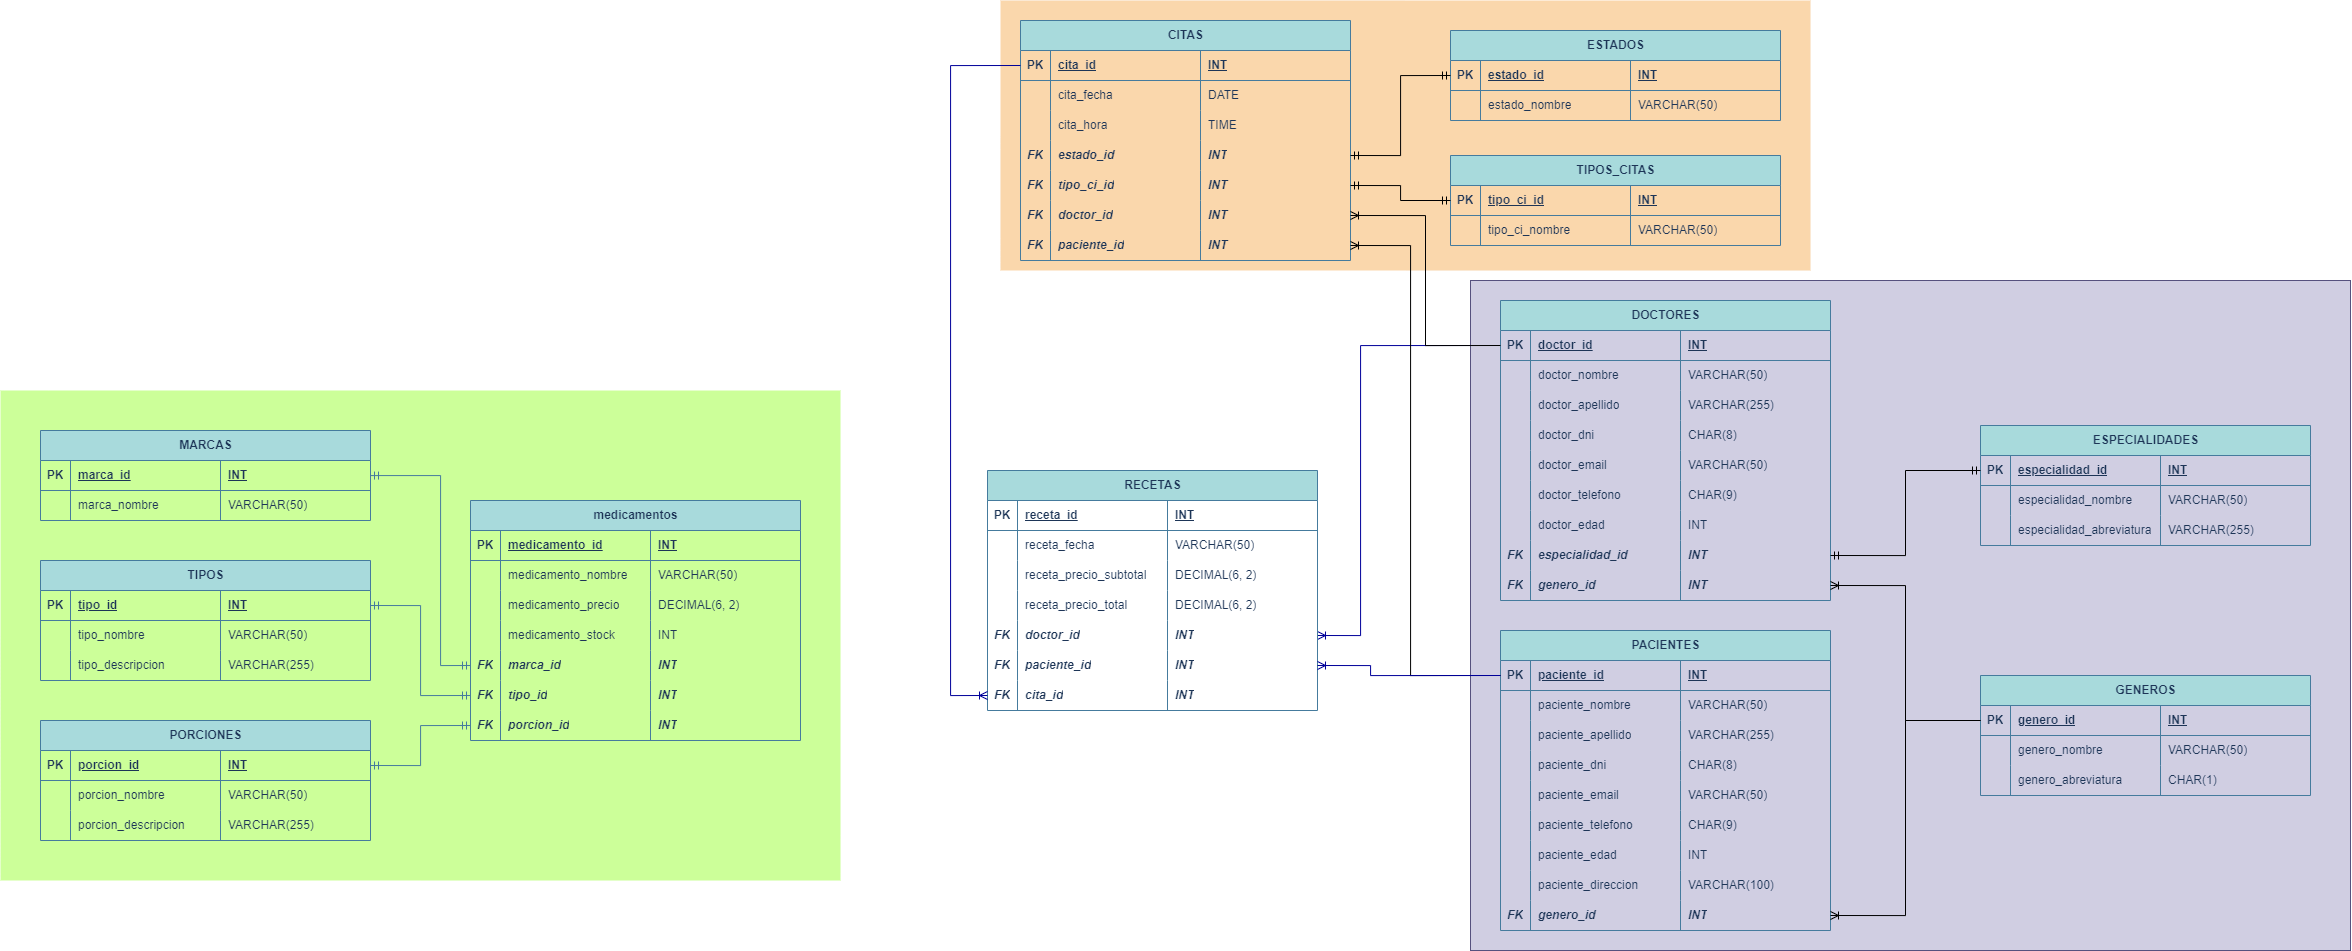 CITAS
PK cita_id INT
cita_fecha DATE
cita_hora TIME
FK estado_id INT
FK tipo_ci_id INT
FK doctor_id INT
FK paciente_id INT
ESTADOS
PK estado_id INT
estado_nombre VARCHAR(50)
TIPOS_CITAS
PK tipo_ci_id INT
tipo_ci_nombre VARCHAR(50)
MARCAS
PK marca_id INT
marca_nombre VARCHAR(50)
TIPOS
PK tipo_id INT
tipo_nombre VARCHAR(50)
tipo_descripcion VARCHAR(255)
PORCIONES
PK porcion_id INT
porcion_nombre VARCHAR(50)
porcion_descripcion VARCHAR(255)
medicamentos
PK medicamento_id INT
medicamento_nombre VARCHAR(50)
medicamento_precio DECIMAL(6, 2)
medicamento_stock INT
FK marca_id INT
FK tipo_id INT
FK porcion_id INT
RECETAS
PK receta_id INT
receta_fecha VARCHAR(50)
receta_precio_subtotal DECIMAL(6, 2)
receta_precio_total DECIMAL(6, 2)
FK doctor_id INT
FK paciente_id INT
FK cita_id INT
DOCTORES
PK doctor_id INT
doctor_nombre VARCHAR(50)
doctor_apellido VARCHAR(255)
doctor_dni CHAR(8)
doctor_email VARCHAR(50)
doctor_telefono CHAR(9)
doctor_edad INT
FK especialidad_id INT
FK genero_id INT
PACIENTES
PK paciente_id INT
paciente_nombre VARCHAR(50)
paciente_apellido VARCHAR(255)
paciente_dni CHAR(8)
paciente_email VARCHAR(50)
paciente_telefono CHAR(9)
paciente_edad INT
paciente_direccion VARCHAR(100)
FK genero_id INT
ESPECIALIDADES
PK especialidad_id INT
especialidad_nombre VARCHAR(50)
especialidad_abreviatura VARCHAR(255)
GENEROS
PK genero_id INT
genero_nombre VARCHAR(50)
genero_abreviatura CHAR(1)